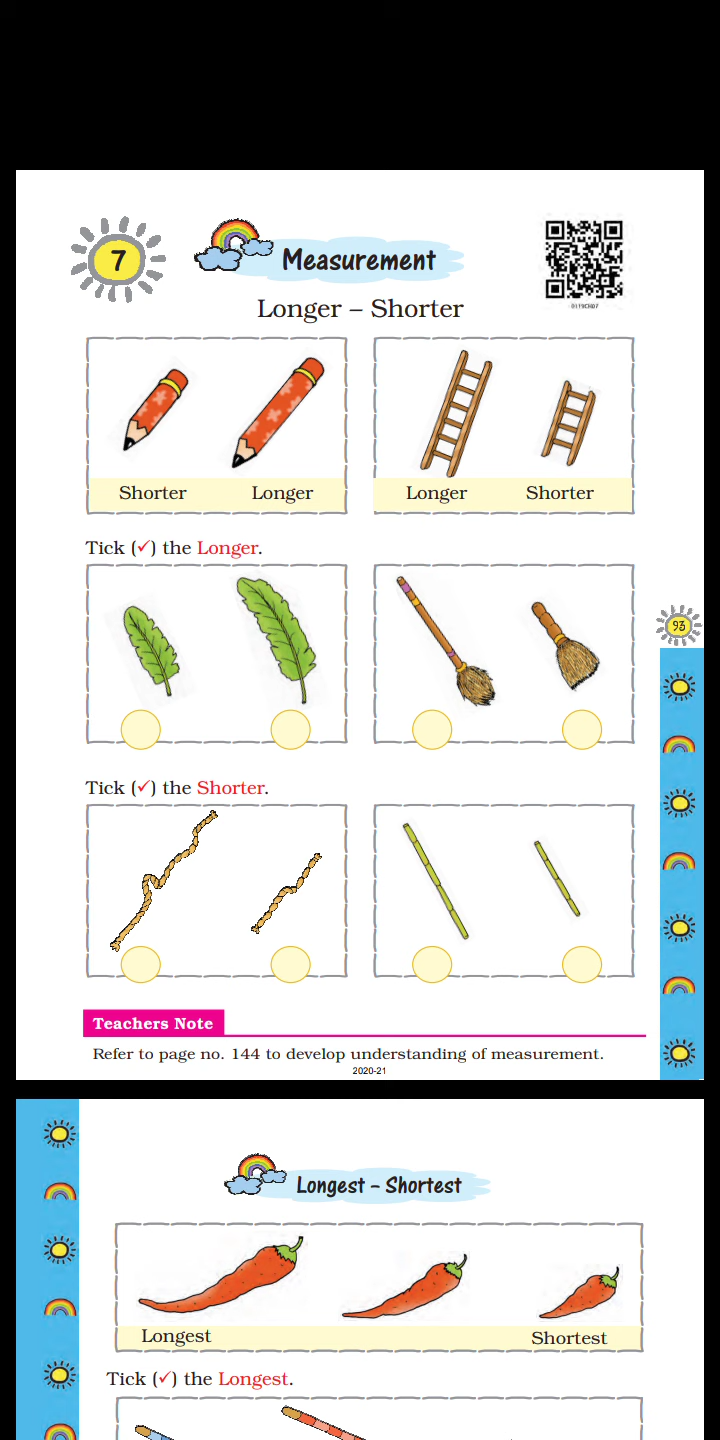 7
Measurement
0119CH07
Longer – Shorter
Shorter Longer
Longer Shorter
Tick (✓) the Longer.
93
Tick (✓) the Shorter.
Teachers Note
Refer to page no. 144 to develop understanding of measurement.
2020-21
Longest – Shortest
Longest Shortest
Tick (✓) the Longest.